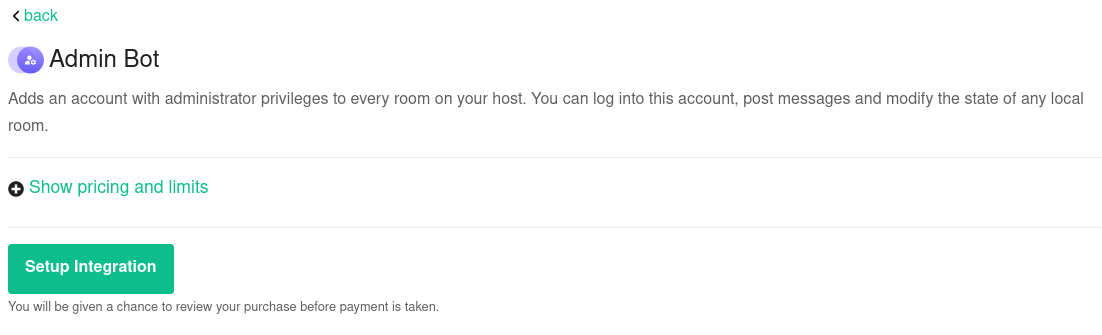 back
Admin Bot
Adds an account with administrator privileges to every room on your host. You can log into this account, post messages and modify the state of any local
room.
Show pricing and limits
Setup Integration
You will be given a chance to review your purchase before payment is taken.